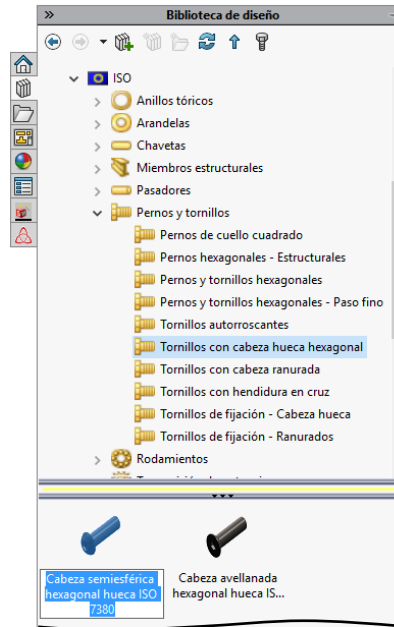 Biblioteca de diseño
ISO
Anillos tóricos
Arandelas
Chavetas
Miembros estructurales
Pasadores
Pernos y tornillos
Pernos de cuello cuadrado
Pernos hexagonales - Estructurales
Pernos y tornillos hexagonales
Pernos y tornillos hexagonales - Paso fino
Tornillos autorroscantes
Tornillos con cabeza hueca hexagonal
Tornillos con cabeza ranurada
Tornillos con hendidura en cruz
Tornillos de fijación - Cabeza hueca
Tornillos de fijación - Ranurados
Rodamientos
Cabeza semiesférica
hexagonal hueca ISO
7380
Cabeza avellanada
hexagonal hueca IS...